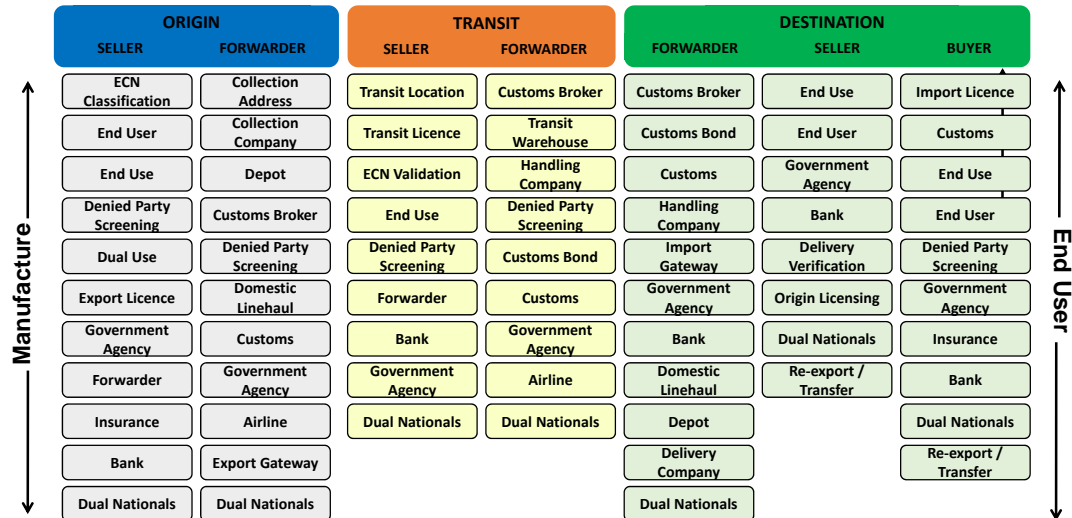 ORIGIN
SELLER
FORWARDER
TRANSIT
SELLER
FORWARDER
DESTINATION
FORWARDER
SELLER
BUYER
Manufacture
ECN
Classification
End User
End Use
Denied Party
Screening
Dual Use
Export Licence
Government
Agency
Forwarder
Insurance
Bank
Dual Nationals
Collection
Address
Collection
Company
Depot
Customs Broker
Denied Party
Screening
Domestic
Linehaul
Customs
Government
Agency
Airline
Export Gateway
Dual Nationals
Transit Location
Transit Licence
ECN Validation
End Use
Denied Party
Screening
Forwarder
Bank
Government
Agency
Dual Nationals
Customs Broker
Transit
Warehouse
Handling
Company
Denied Party
Screening
Customs Bond
Customs
Government
Agency
Airline
Dual Nationals
Customs Broker
Customs Bond
Customs
Handling
Company
Import
Gateway
Government
Agency
Bank
Domestic
Linehaul
Depot
Delivery
Company
Dual Nationals
End Use
End User
Government
Agency
Bank
Delivery
Verification
Origin Licensing
Dual Nationals
Re-export /
Transfer
Import Licence
Customs
End Use
End User
Denied Party
Screening
Government
Agency
Insurance
Bank
Dual Nationals
Re-export /
Transfer
End User